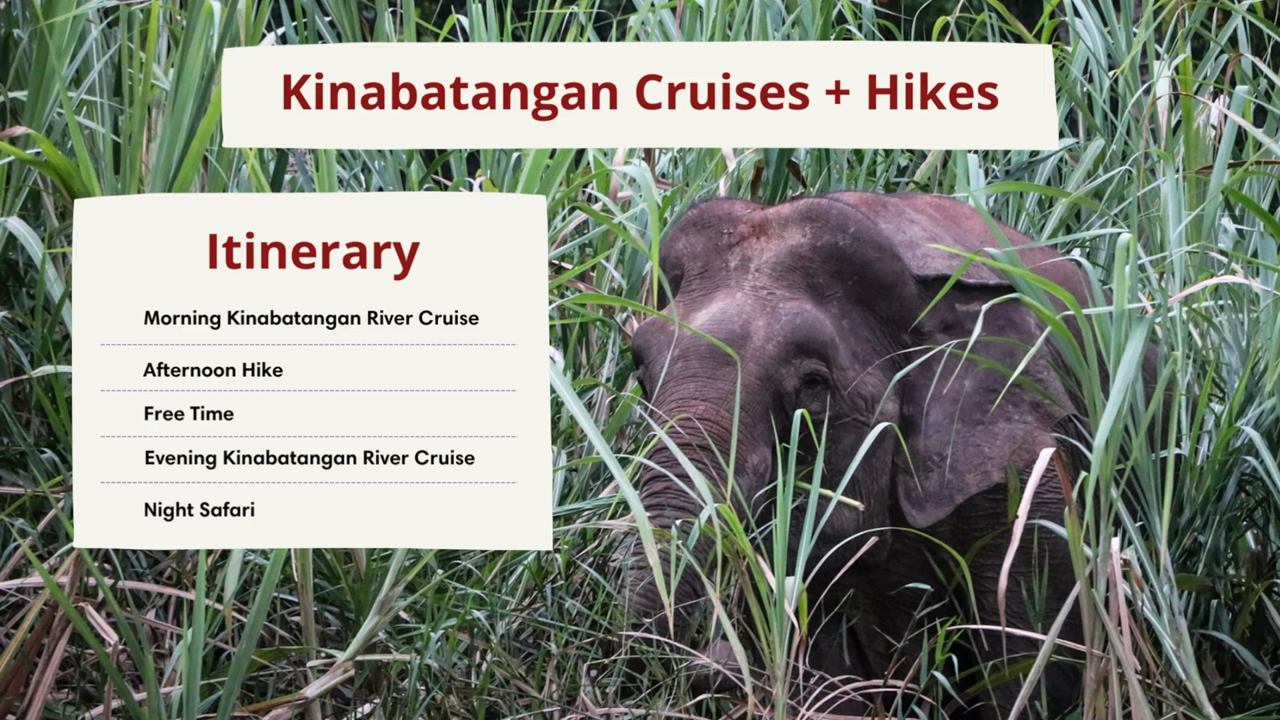 Kinabatangan Cruises + Hikes
Itinerary
Morning Kinabatangan River Cruise
Afternoon Hike
Free Time
Evening Kinabatangan River Cruise
Night Safari